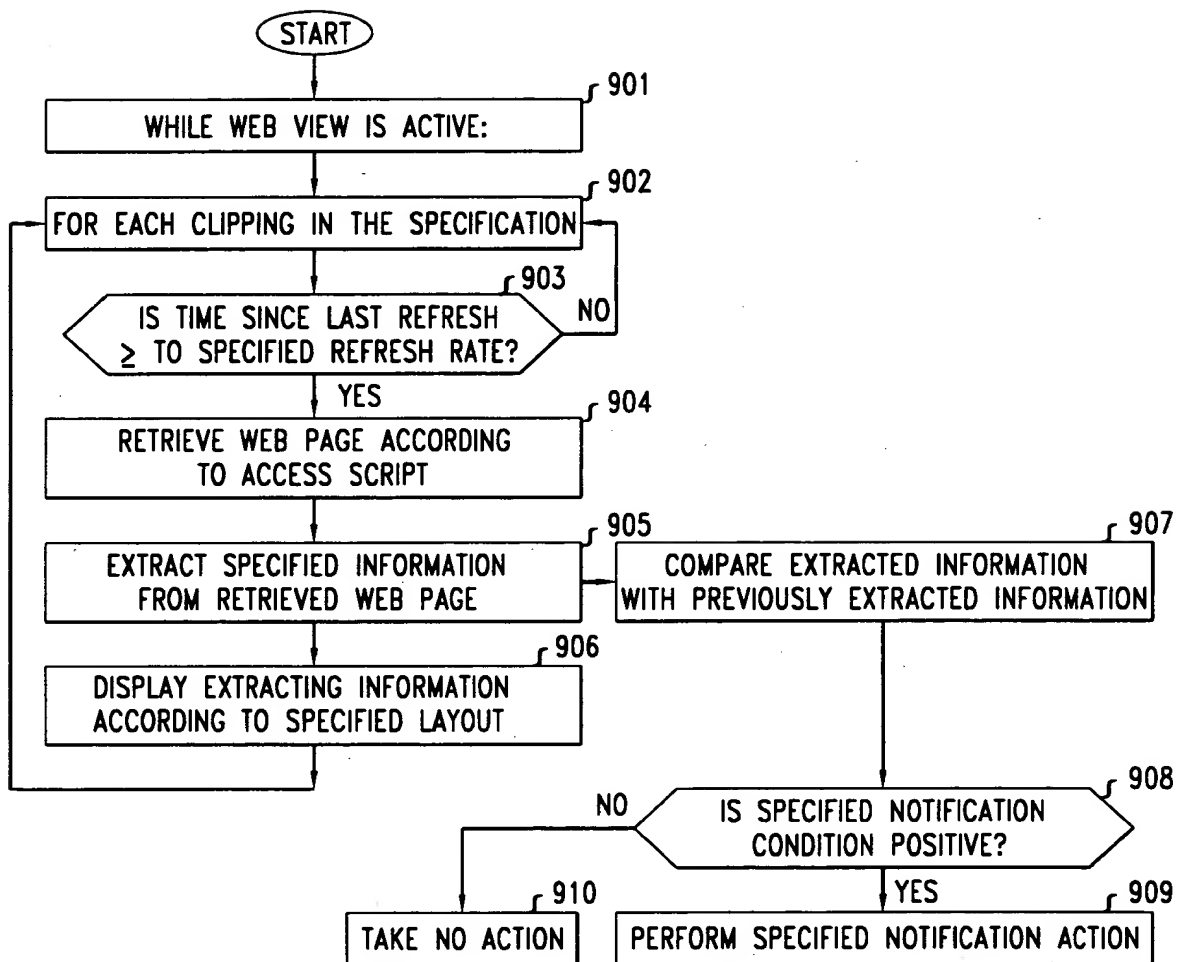 START
901
WHILE WEB VIEW IS ACTIVE:
902
FOR EACH CLIPPING IN THE SPECIFICATION
903
IS TIME SINCE LAST REFRESH
≥ TO SPECIFIED REFRESH RATE?
NO
YES
904
RETRIEVE WEB PAGE ACCORDING
TO ACCESS SCRIPT
905
EXTRACT SPECIFIED INFORMATION
FROM RETRIEVED WEB PAGE
907
COMPARE EXTRACTED INFORMATION
WITH PREVIOUSLY EXTRACTED INFORMATION
906
DISPLAY EXTRACTING INFORMATION
ACCORDING TO SPECIFIED LAYOUT
908
IS SPECIFIED NOTIFICATION
CONDITION POSITIVE?
NO
YES
910
TAKE NO ACTION
909
PERFORM SPECIFIED NOTIFICATION ACTION